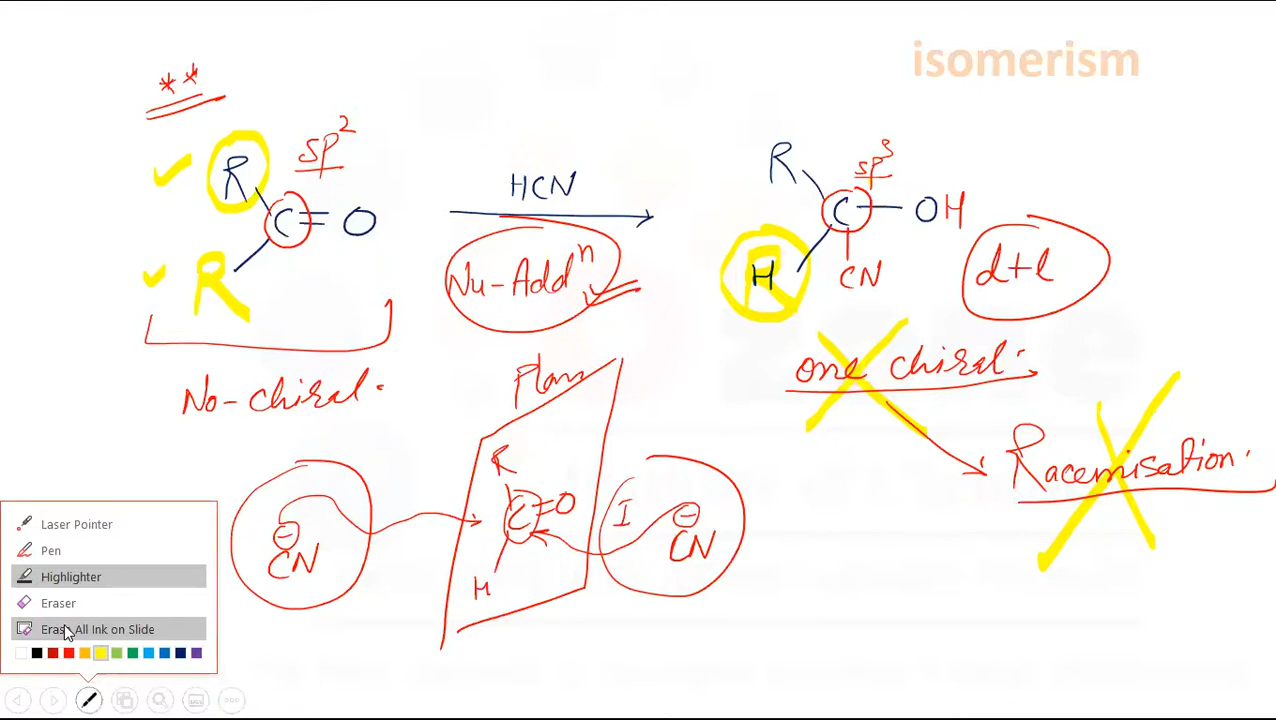 isomerism
**
R
sp2
C = O
R
No-chiral.
HCN
Nu-Addn
R
sp3
C — OH
H
CN
d+l
one chiral.
Racemisation.
Plan
R
C=O
H
⊖
CN
I
⊖
CN
Laser Pointer
Pen
Highlighter
Eraser
Erase All Ink on Slide